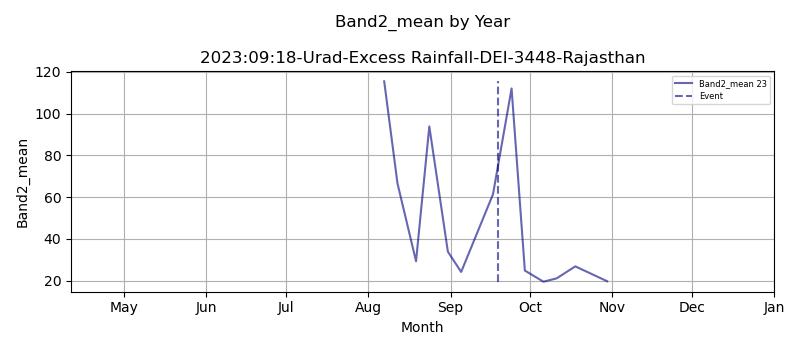 Band2_mean by Year
2023:09:18-Urad-Excess Rainfall-DEI-3448-Rajasthan
120
100
80
60
40
20
Band2_mean
Band2_mean 23
Event
May Jun Jul Aug Sep Oct Nov Dec Jan
Month